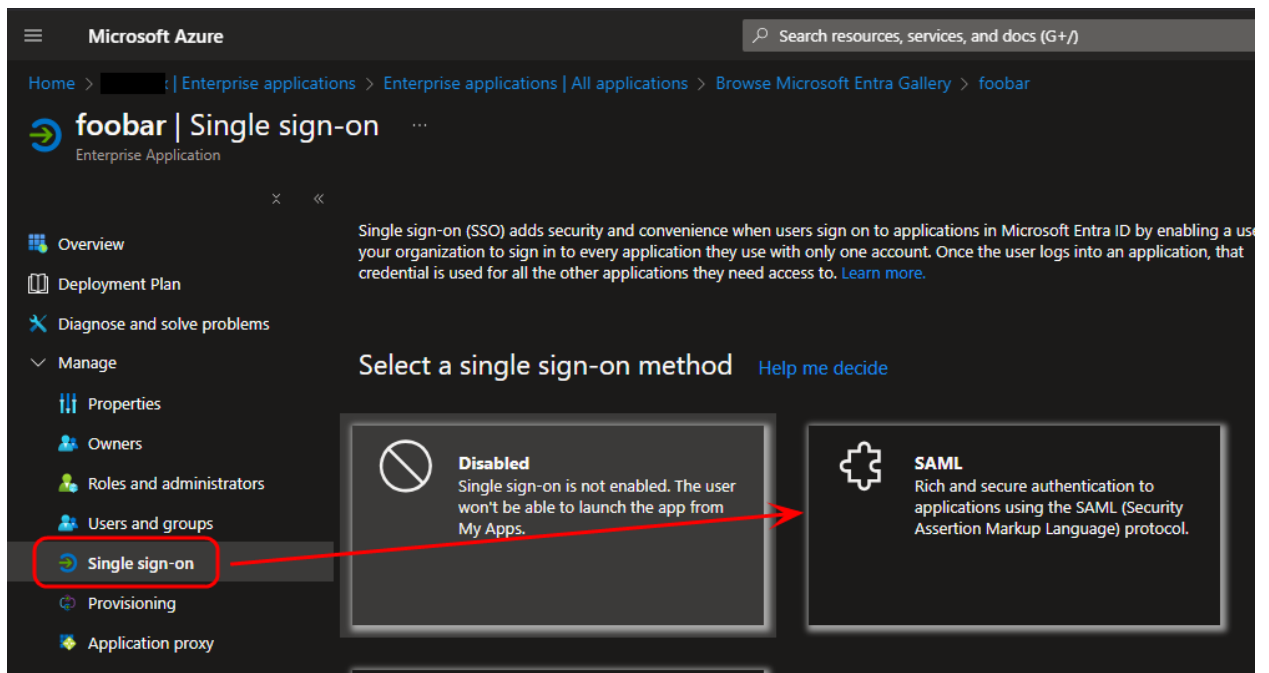 Microsoft Azure
Search resources, services, and docs (G+/)
Home > | Enterprise applications > Enterprise applications | All applications > Browse Microsoft Entra Gallery > foobar
foobar | Single sign-on ...
Enterprise Application
Overview
Deployment Plan
Diagnose and solve problems
Manage
Properties
Owners
Roles and administrators
Users and groups
Single sign-on
Provisioning
Application proxy
Single sign-on (SSO) adds security and convenience when users sign on to applications in Microsoft Entra ID by enabling a
your organization to sign in to every application they use with only one account. Once the user logs into an application, that
credential is used for all the other applications they need access to. Learn more.
Select a single sign-on method Help me decide
Disabled
Single sign-on is not enabled. The user
won't be able to launch the app from
My Apps.
SAML
Rich and secure authentication to
applications using the SAML (Security
Assertion Markup Language) protocol.